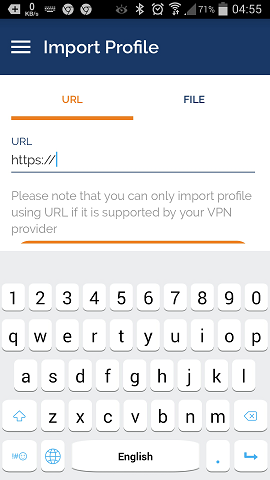 0
KB/s
71% 04:55
Import Profile
URL FILE
URL
https://
Please note that you can only import profile
using URL if it is supported by your VPN
provider
1 2 3 4 5 6 7 8 9 0
q w e r t y u i o p
a s d f g h j k l
z x c v b n m
!#☺ English .